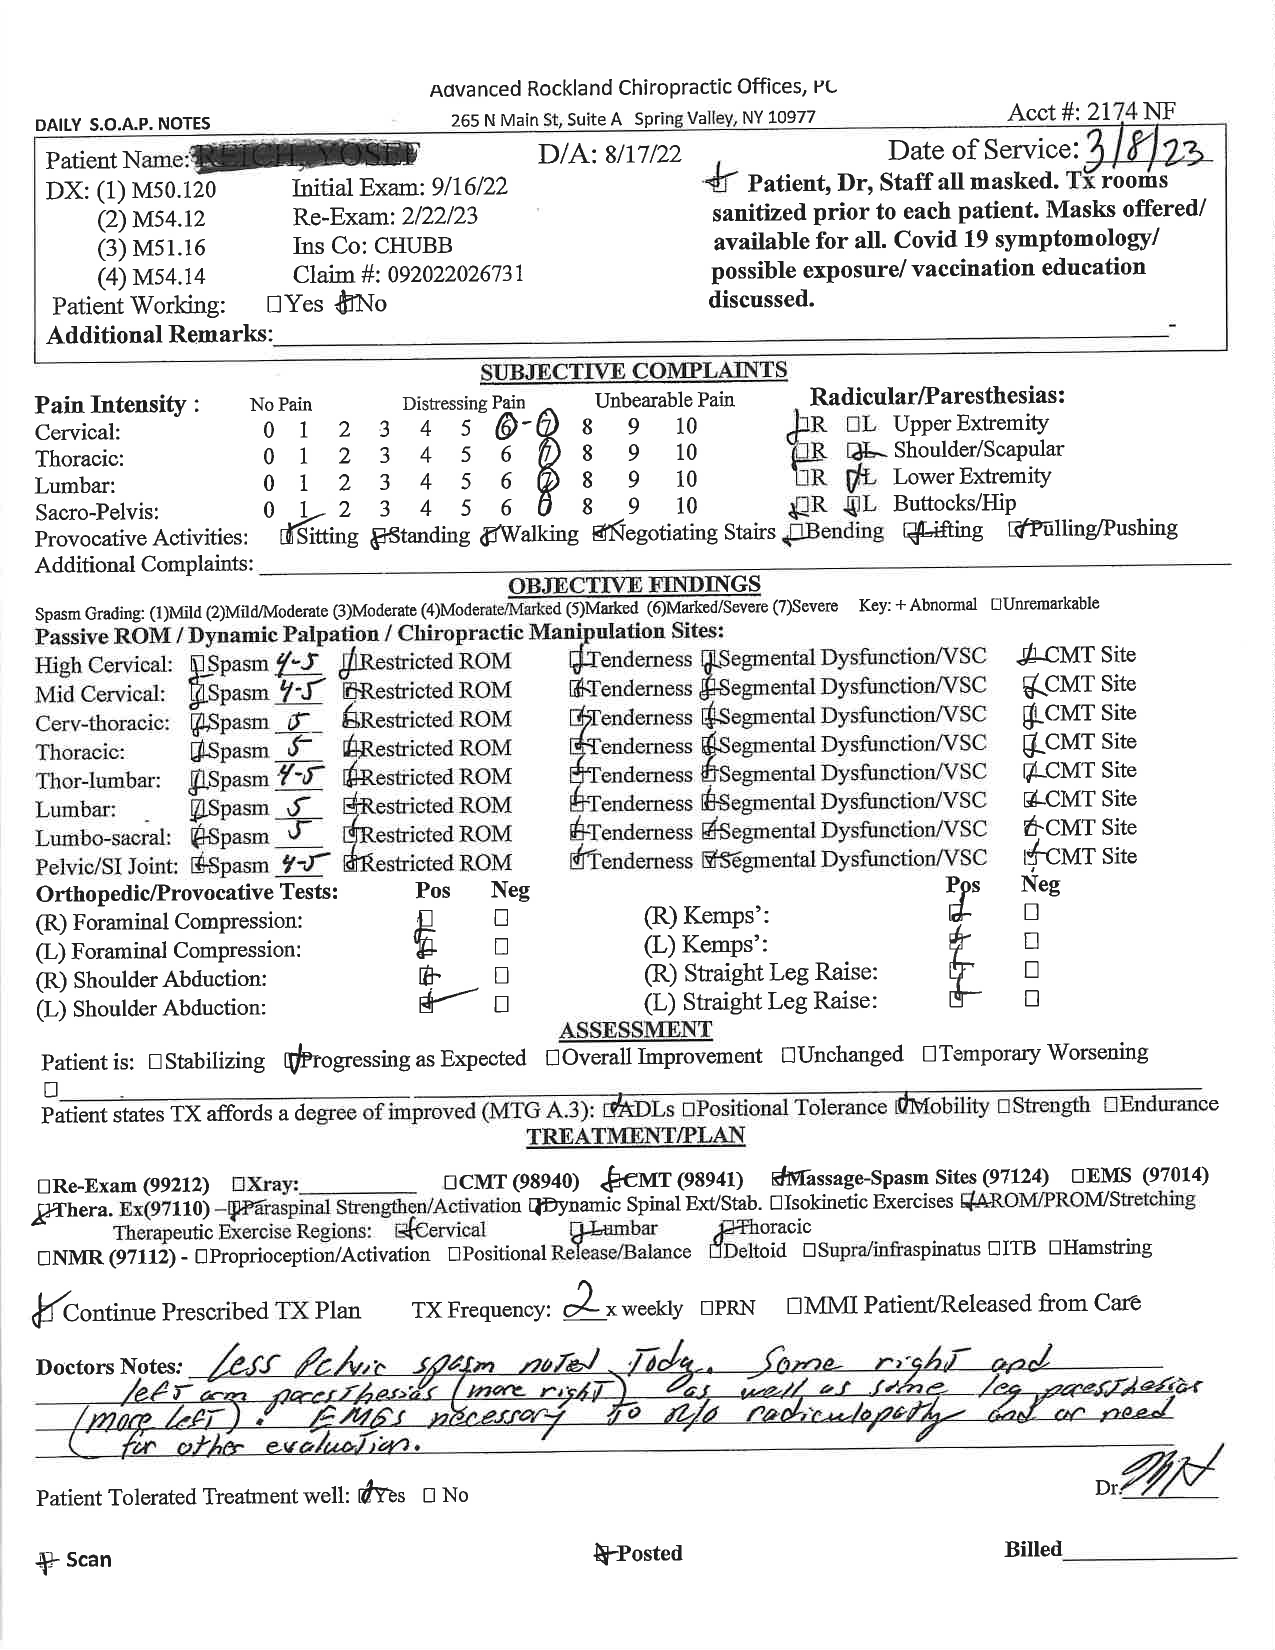 Advanced Rockland Chiropractic Offices, PC
DAILY S.O.A.P. NOTES 265 N Main St, Suite A Spring Valley, NY 10977 Acct #: 2174 NF
Patient Name: D/A: 8/17/22 Date of Service: 3/8/23
DX: (1) M50.120 Initial Exam: 9/16/22 Patient, Dr, Staff all masked. Tx rooms
(2) M54.12 Re-Exam: 2/22/23 sanitized prior to each patient. Masks offered/
(3) M51.16 Ins Co: CHUBB available for all. Covid 19 symptomology/
(4) M54.14 Claim #: 092022026731 possible exposure/ vaccination education
Patient Working: ☐Yes ☑No discussed.
Additional Remarks:
SUBJECTIVE COMPLAINTS
Pain Intensity : No Pain Distressing Pain Unbearable Pain Radicular/Paresthesias:
Cervical: 0 1 2 3 4 5 6-7 8 9 10 ☑R ☐L Upper Extremity
Thoracic: 0 1 2 3 4 5 6 7 8 9 10 ☑R ☑L Shoulder/Scapular
Lumbar: 0 1 2 3 4 5 6 7 8 9 10 ☐R ☑L Lower Extremity
Sacro-Pelvis: 0 1 2 3 4 5 6 8 9 10 ☑R ☑L Buttocks/Hip
Provocative Activities: ☑Sitting ☑Standing ☑Walking ☑Negotiating Stairs ☑Bending ☑Lifting ☑Pulling/Pushing
Additional Complaints:
OBJECTIVE FINDINGS
Spasm Grading: (1)Mild (2)Mild/Moderate (3)Moderate (4)Moderate/Marked (5)Marked (6)Marked/Severe (7)Severe Key: + Abnormal ☐Unremarkable
Passive ROM / Dynamic Palpation / Chiropractic Manipulation Sites:
High Cervical: ☑Spasm 4-5 ☑Restricted ROM ☑Tenderness ☑Segmental Dysfunction/VSC ☑CMT Site
Mid Cervical: ☑Spasm 4-5 ☑Restricted ROM ☑Tenderness ☑Segmental Dysfunction/VSC ☑CMT Site
Cerv-thoracic: ☑Spasm 5 ☑Restricted ROM ☑Tenderness ☑Segmental Dysfunction/VSC ☑CMT Site
Thoracic: ☑Spasm 5 ☑Restricted ROM ☑Tenderness ☑Segmental Dysfunction/VSC ☑CMT Site
Thor-lumbar: ☑Spasm 4-5 ☑Restricted ROM ☑Tenderness ☑Segmental Dysfunction/VSC ☑CMT Site
Lumbar: ☑Spasm 5 ☑Restricted ROM ☑Tenderness ☑Segmental Dysfunction/VSC ☑CMT Site
Lumbo-sacral: ☑Spasm 5 ☑Restricted ROM ☑Tenderness ☑Segmental Dysfunction/VSC ☑CMT Site
Pelvic/SI Joint: ☑Spasm 4-5 ☑Restricted ROM ☑Tenderness ☑Segmental Dysfunction/VSC ☑CMT Site
Orthopedic/Provocative Tests: Pos Neg Pos Neg
(R) Foraminal Compression: ☑ ☐ (R) Kemps': ☑ ☐
(L) Foraminal Compression: ☑ ☐ (L) Kemps': ☑ ☐
(R) Shoulder Abduction: ☑ ☐ (R) Straight Leg Raise: ☑ ☐
(L) Shoulder Abduction: ☑ ☐ (L) Straight Leg Raise: ☑ ☐
ASSESSMENT
Patient is: ☐Stabilizing ☑Progressing as Expected ☐Overall Improvement ☐Unchanged ☐Temporary Worsening
☐
Patient states TX affords a degree of improved (MTG A.3): ☑ADLs ☐Positional Tolerance ☑Mobility ☐Strength ☐Endurance
TREATMENT/PLAN
☐Re-Exam (99212) ☐Xray: ☐CMT (98940) ☑CMT (98941) ☑Massage-Spasm Sites (97124) ☐EMS (97014)
☑Thera. Ex(97110) – ☑Paraspinal Strengthen/Activation ☑Dynamic Spinal Ext/Stab. ☐Isokinetic Exercises ☑AROM/PROM/Stretching
Therapeutic Exercise Regions: ☑Cervical ☑Lumbar ☑Thoracic
☐NMR (97112) - ☐Proprioception/Activation ☐Positional Release/Balance ☐Deltoid ☐Supra/infraspinatus ☐ITB ☐Hamstring
☑Continue Prescribed TX Plan TX Frequency: 2 x weekly ☐PRN ☐MMI Patient/Released from Care
Doctors Notes: Less Pelvic spasm noted Today. Some right and
left arm paresthesias (more right) as well as some leg paresthesias
(more left). EMGs necessary to r/o radiculopathy and or need
for other evaluation.
Patient Tolerated Treatment well: ☑Yes ☐ No Dr.
☑ Scan ☑Posted Billed